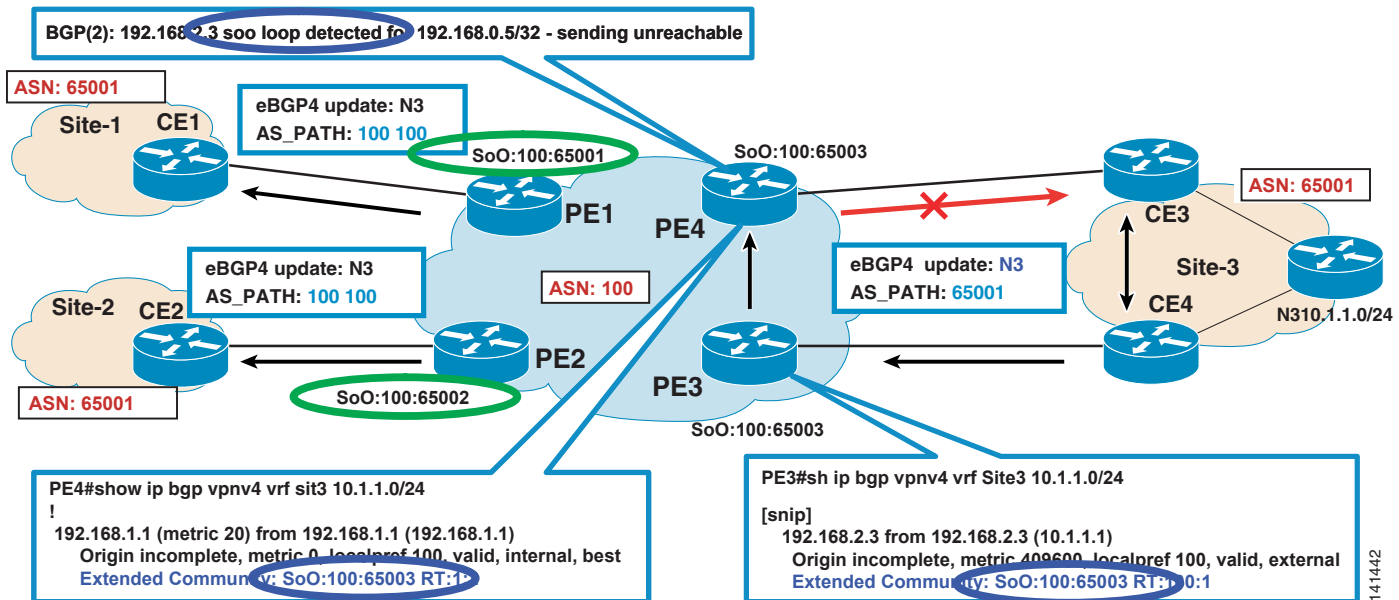 BGP(2): 192.168.2.3 soo loop detected for 192.168.0.5/32 - sending unreachable
ASN: 65001
Site-1
CE1
eBGP4 update: N3
AS_PATH: 100 100
SoO:100:65001
PE1
SoO:100:65003
PE4
CE3
ASN: 65001
Site-2
CE2
eBGP4 update: N3
AS_PATH: 100 100
ASN: 100
eBGP4 update: N3
AS_PATH: 65001
Site-3
CE4
N310.1.1.0/24
ASN: 65001
PE2
SoO:100:65002
PE3
SoO:100:65003
PE4#show ip bgp vpnv4 vrf sit3 10.1.1.0/24
!
192.168.1.1 (metric 20) from 192.168.1.1 (192.168.1.1)
Origin incomplete, metric 0, localpref 100, valid, internal, best
Extended Community: SoO:100:65003 RT:1:
PE3#sh ip bgp vpnv4 vrf Site3 10.1.1.0/24
[snip]
192.168.2.3 from 192.168.2.3 (10.1.1.1)
Origin incomplete, metric 409600, localpref 100, valid, external
Extended Community: SoO:100:65003 RT:100:1
141442